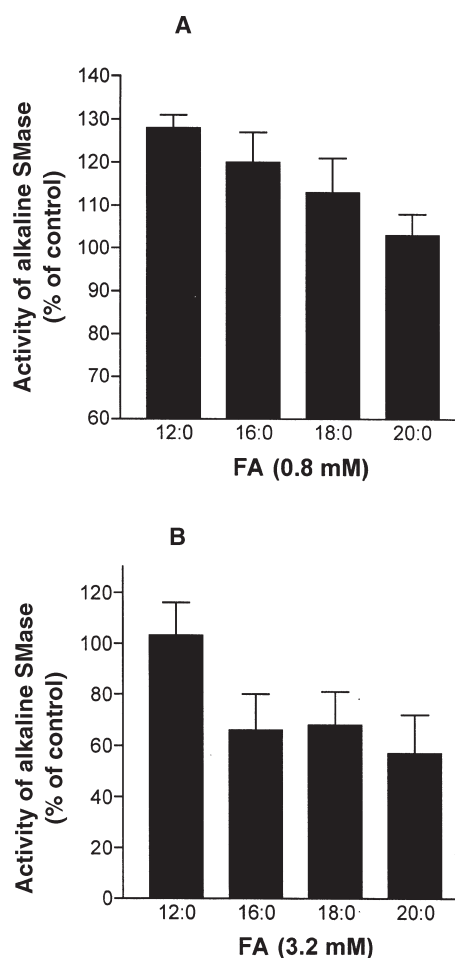 A
Activity of alkaline SMase
(% of control)
140
130
120
110
100
90
80
70
60
12:0 16:0 18:0 20:0
FA (0.8 mM)
B
Activity of alkaline SMase
(% of control)
120
100
80
60
40
20
0
12:0 16:0 18:0 20:0
FA (3.2 mM)